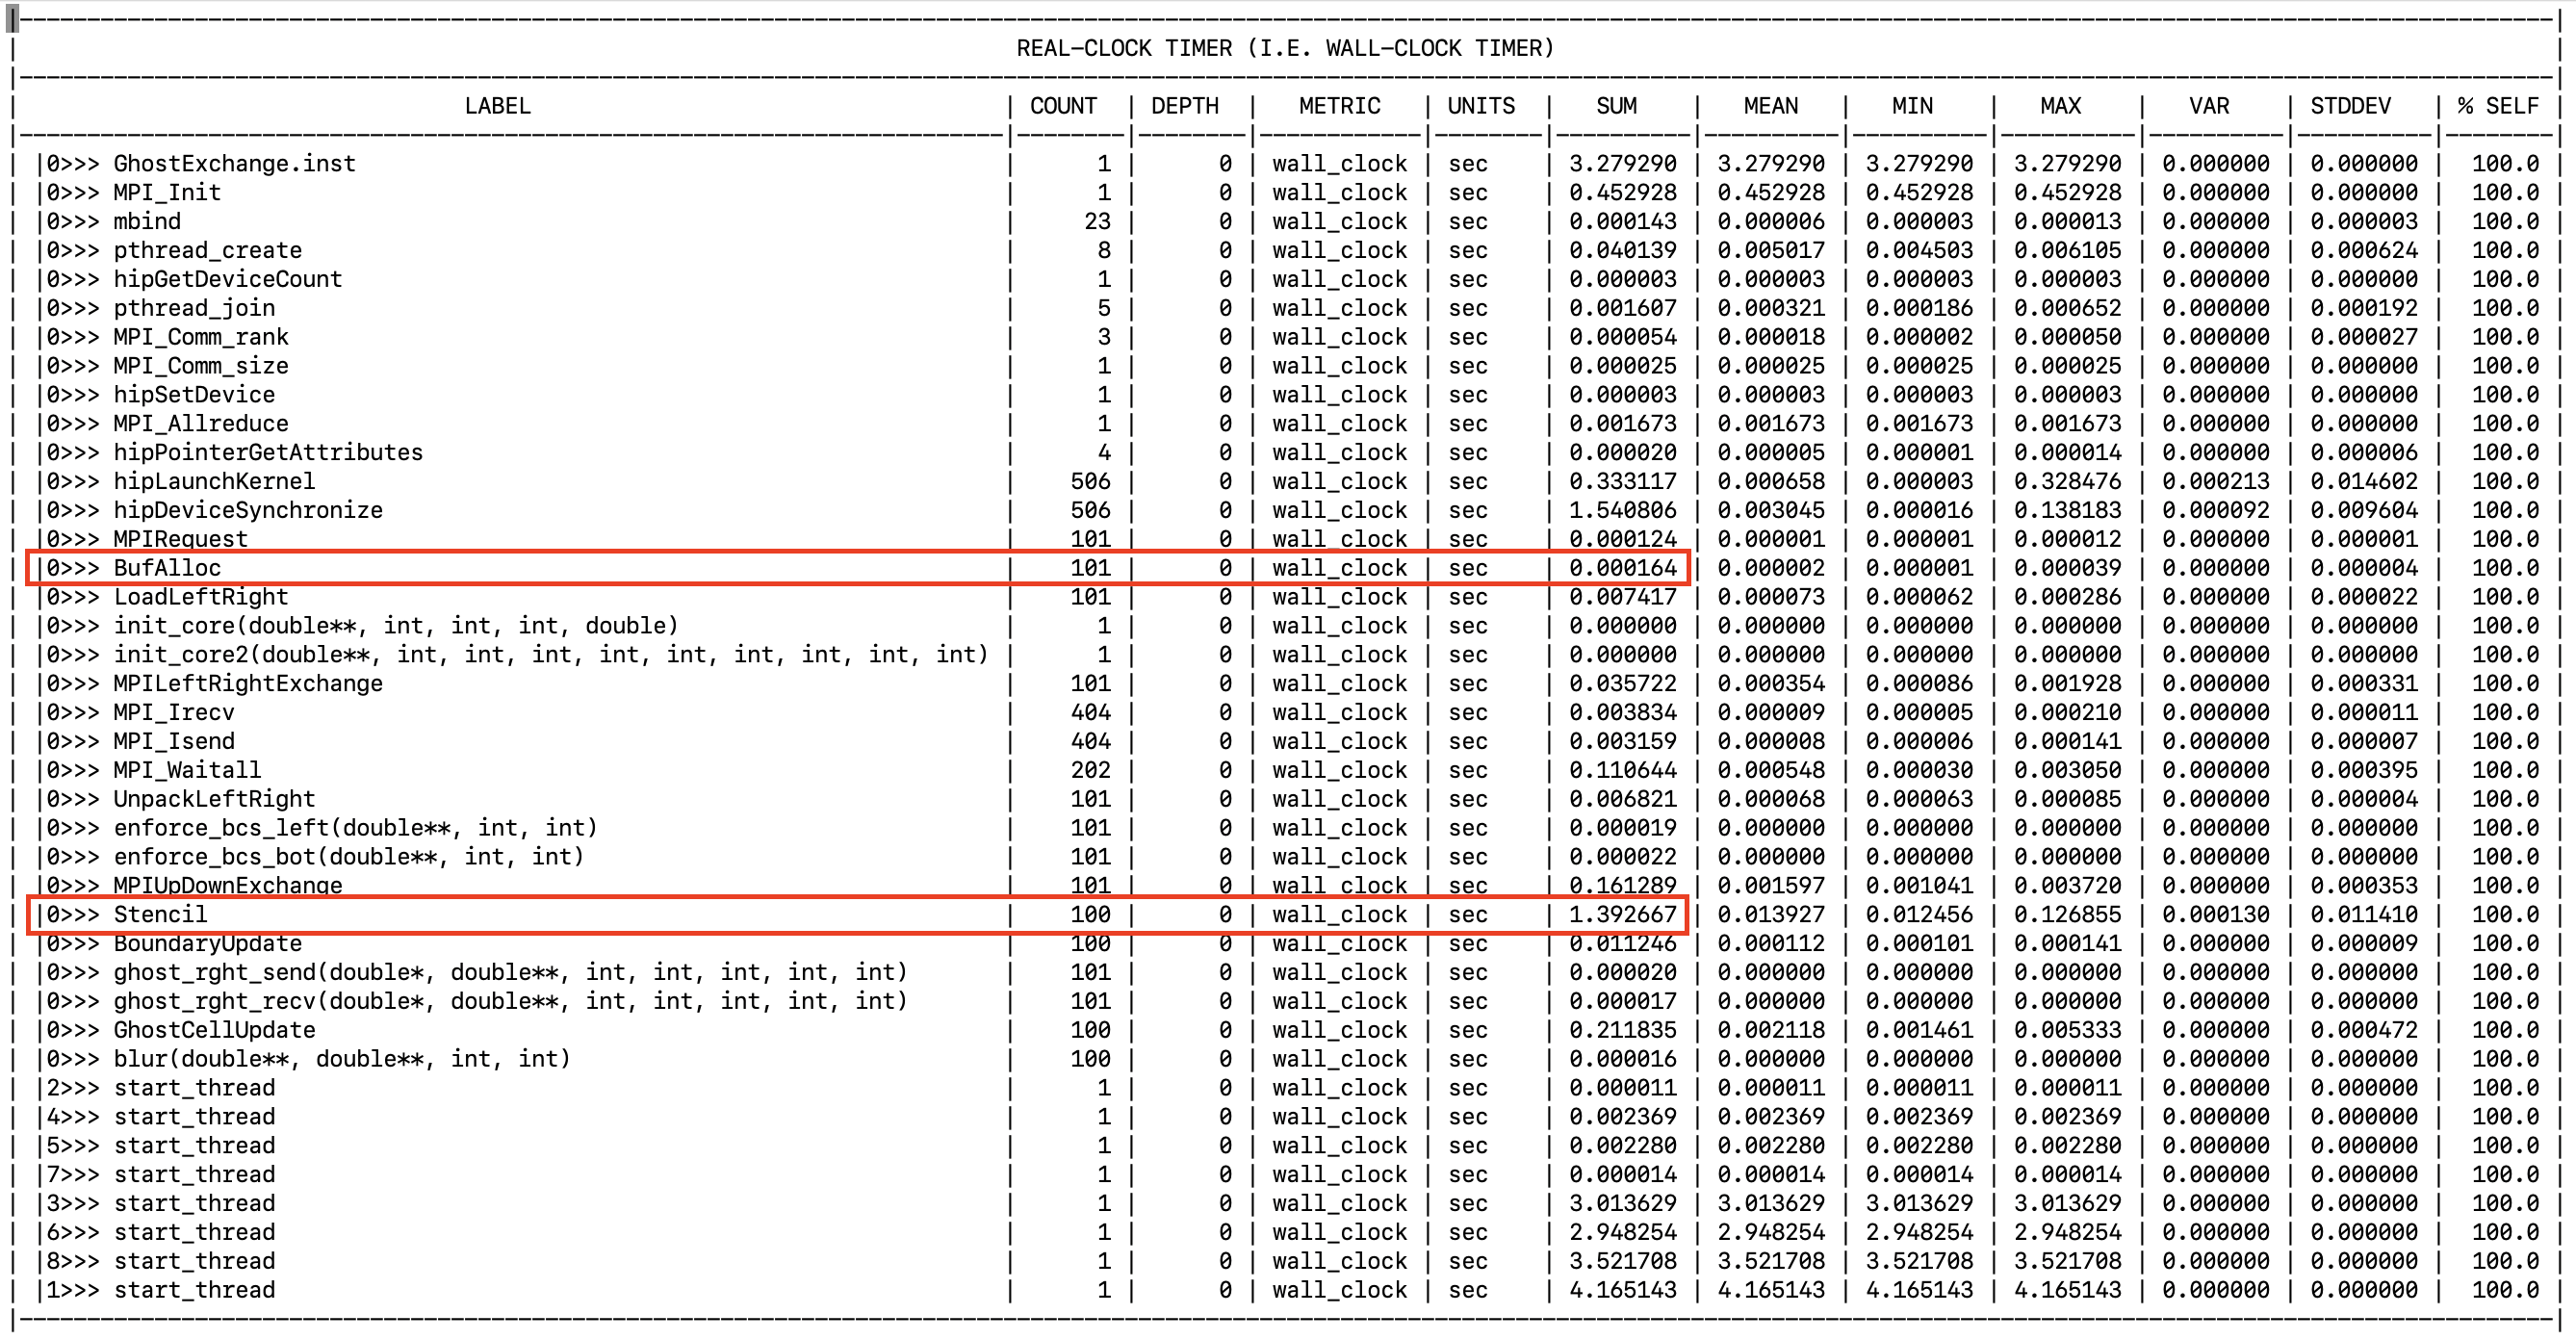 REAL-CLOCK TIMER (I.E. WALL-CLOCK TIMER)
| LABEL | COUNT | DEPTH | METRIC | UNITS | SUM | MEAN | MIN | MAX | VAR | STDDEV | % SELF |
| |0>>> GhostExchange.inst | 1 | 0 | wall_clock | sec | 3.279290 | 3.279290 | 3.279290 | 3.279290 | 0.000000 | 0.000000 | 100.0 |
| |0>>> MPI_Init | 1 | 0 | wall_clock | sec | 0.452928 | 0.452928 | 0.452928 | 0.452928 | 0.000000 | 0.000000 | 100.0 |
| |0>>> mbind | 23 | 0 | wall_clock | sec | 0.000143 | 0.000006 | 0.000003 | 0.000013 | 0.000000 | 0.000003 | 100.0 |
| |0>>> pthread_create | 8 | 0 | wall_clock | sec | 0.040139 | 0.005017 | 0.004503 | 0.006105 | 0.000000 | 0.000624 | 100.0 |
| |0>>> hipGetDeviceCount | 1 | 0 | wall_clock | sec | 0.000003 | 0.000003 | 0.000003 | 0.000003 | 0.000000 | 0.000000 | 100.0 |
| |0>>> pthread_join | 5 | 0 | wall_clock | sec | 0.001607 | 0.000321 | 0.000186 | 0.000652 | 0.000000 | 0.000192 | 100.0 |
| |0>>> MPI_Comm_rank | 3 | 0 | wall_clock | sec | 0.000054 | 0.000018 | 0.000002 | 0.000050 | 0.000000 | 0.000027 | 100.0 |
| |0>>> MPI_Comm_size | 1 | 0 | wall_clock | sec | 0.000025 | 0.000025 | 0.000025 | 0.000025 | 0.000000 | 0.000000 | 100.0 |
| |0>>> hipSetDevice | 1 | 0 | wall_clock | sec | 0.000003 | 0.000003 | 0.000003 | 0.000003 | 0.000000 | 0.000000 | 100.0 |
| |0>>> MPI_Allreduce | 1 | 0 | wall_clock | sec | 0.001673 | 0.001673 | 0.001673 | 0.001673 | 0.000000 | 0.000000 | 100.0 |
| |0>>> hipPointerGetAttributes | 4 | 0 | wall_clock | sec | 0.000020 | 0.000005 | 0.000001 | 0.000014 | 0.000000 | 0.000006 | 100.0 |
| |0>>> hipLaunchKernel | 506 | 0 | wall_clock | sec | 0.333117 | 0.000658 | 0.000003 | 0.328476 | 0.000213 | 0.014602 | 100.0 |
| |0>>> hipDeviceSynchronize | 506 | 0 | wall_clock | sec | 1.540806 | 0.003045 | 0.000016 | 0.138183 | 0.000092 | 0.009604 | 100.0 |
| |0>>> MPIRequest | 101 | 0 | wall_clock | sec | 0.000124 | 0.000001 | 0.000001 | 0.000012 | 0.000000 | 0.000001 | 100.0 |
| |0>>> BufAlloc | 101 | 0 | wall_clock | sec | 0.000164 | 0.000002 | 0.000001 | 0.000039 | 0.000000 | 0.000004 | 100.0 |
| |0>>> LoadLeftRight | 101 | 0 | wall_clock | sec | 0.007417 | 0.000073 | 0.000062 | 0.000286 | 0.000000 | 0.000022 | 100.0 |
| |0>>> init_core(double**, int, int, int, double) | 1 | 0 | wall_clock | sec | 0.000000 | 0.000000 | 0.000000 | 0.000000 | 0.000000 | 0.000000 | 100.0 |
| |0>>> init_core2(double**, int, int, int, int, int, int, int, int, int) | 1 | 0 | wall_clock | sec | 0.000000 | 0.000000 | 0.000000 | 0.000000 | 0.000000 | 0.000000 | 100.0 |
| |0>>> MPILeftRightExchange | 101 | 0 | wall_clock | sec | 0.035722 | 0.000354 | 0.000086 | 0.001928 | 0.000000 | 0.000331 | 100.0 |
| |0>>> MPI_Irecv | 404 | 0 | wall_clock | sec | 0.003834 | 0.000009 | 0.000005 | 0.000210 | 0.000000 | 0.000011 | 100.0 |
| |0>>> MPI_Isend | 404 | 0 | wall_clock | sec | 0.003159 | 0.000008 | 0.000006 | 0.000141 | 0.000000 | 0.000007 | 100.0 |
| |0>>> MPI_Waitall | 202 | 0 | wall_clock | sec | 0.110644 | 0.000548 | 0.000030 | 0.003050 | 0.000000 | 0.000395 | 100.0 |
| |0>>> UnpackLeftRight | 101 | 0 | wall_clock | sec | 0.006821 | 0.000068 | 0.000063 | 0.000085 | 0.000000 | 0.000004 | 100.0 |
| |0>>> enforce_bcs_left(double**, int, int) | 101 | 0 | wall_clock | sec | 0.000019 | 0.000000 | 0.000000 | 0.000000 | 0.000000 | 0.000000 | 100.0 |
| |0>>> enforce_bcs_bot(double**, int, int) | 101 | 0 | wall_clock | sec | 0.000022 | 0.000000 | 0.000000 | 0.000000 | 0.000000 | 0.000000 | 100.0 |
| |0>>> MPIUpDownExchange | 101 | 0 | wall_clock | sec | 0.161289 | 0.001597 | 0.001041 | 0.003720 | 0.000000 | 0.000353 | 100.0 |
| |0>>> Stencil | 100 | 0 | wall_clock | sec | 1.392667 | 0.013927 | 0.012456 | 0.126855 | 0.000130 | 0.011410 | 100.0 |
| |0>>> BoundaryUpdate | 100 | 0 | wall_clock | sec | 0.011246 | 0.000112 | 0.000101 | 0.000141 | 0.000000 | 0.000009 | 100.0 |
| |0>>> ghost_rght_send(double*, double**, int, int, int, int, int) | 101 | 0 | wall_clock | sec | 0.000020 | 0.000000 | 0.000000 | 0.000000 | 0.000000 | 0.000000 | 100.0 |
| |0>>> ghost_rght_recv(double*, double**, int, int, int, int, int) | 101 | 0 | wall_clock | sec | 0.000017 | 0.000000 | 0.000000 | 0.000000 | 0.000000 | 0.000000 | 100.0 |
| |0>>> GhostCellUpdate | 100 | 0 | wall_clock | sec | 0.211835 | 0.002118 | 0.001461 | 0.005333 | 0.000000 | 0.000472 | 100.0 |
| |0>>> blur(double**, double**, int, int) | 100 | 0 | wall_clock | sec | 0.000016 | 0.000000 | 0.000000 | 0.000000 | 0.000000 | 0.000000 | 100.0 |
| |2>>> start_thread | 1 | 0 | wall_clock | sec | 0.000011 | 0.000011 | 0.000011 | 0.000011 | 0.000000 | 0.000000 | 100.0 |
| |4>>> start_thread | 1 | 0 | wall_clock | sec | 0.002369 | 0.002369 | 0.002369 | 0.002369 | 0.000000 | 0.000000 | 100.0 |
| |5>>> start_thread | 1 | 0 | wall_clock | sec | 0.002280 | 0.002280 | 0.002280 | 0.002280 | 0.000000 | 0.000000 | 100.0 |
| |7>>> start_thread | 1 | 0 | wall_clock | sec | 0.000014 | 0.000014 | 0.000014 | 0.000014 | 0.000000 | 0.000000 | 100.0 |
| |3>>> start_thread | 1 | 0 | wall_clock | sec | 3.013629 | 3.013629 | 3.013629 | 3.013629 | 0.000000 | 0.000000 | 100.0 |
| |6>>> start_thread | 1 | 0 | wall_clock | sec | 2.948254 | 2.948254 | 2.948254 | 2.948254 | 0.000000 | 0.000000 | 100.0 |
| |8>>> start_thread | 1 | 0 | wall_clock | sec | 3.521708 | 3.521708 | 3.521708 | 3.521708 | 0.000000 | 0.000000 | 100.0 |
| |1>>> start_thread | 1 | 0 | wall_clock | sec | 4.165143 | 4.165143 | 4.165143 | 4.165143 | 0.000000 | 0.000000 | 100.0 |